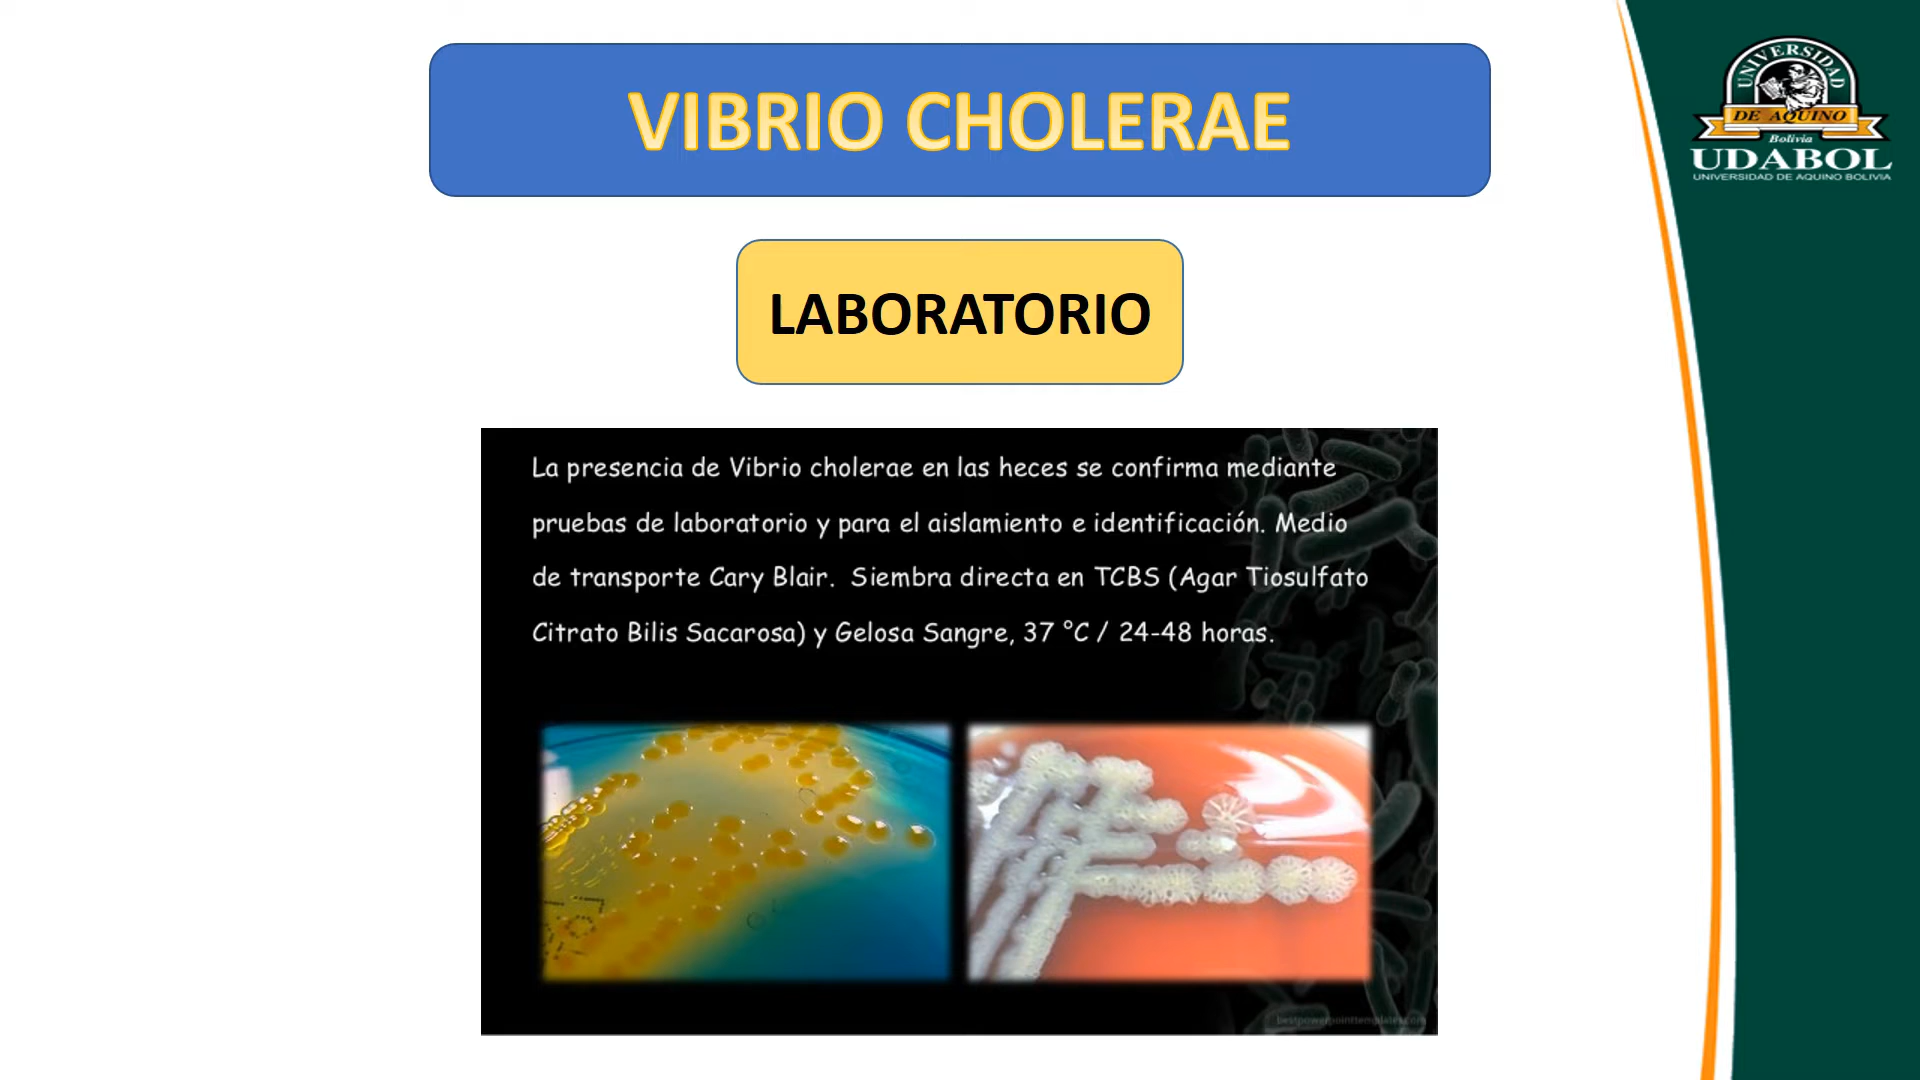 VIBRIO CHOLERAE
UNIVERSIDAD
DE AQUINO
Bolivia
UDABOL
UNIVERSIDAD DE AQUINO BOLIVIA
LABORATORIO
La presencia de Vibrio cholerae en las heces se confirma mediante
pruebas de laboratorio y para el aislamiento e identificación. Medio
de transporte Cary Blair. Siembra directa en TCBS (Agar Tiosulfato
Citrato Bilis Sacarosa) y Gelosa Sangre, 37 °C / 24-48 horas.
bestpowerpointtemplates.com